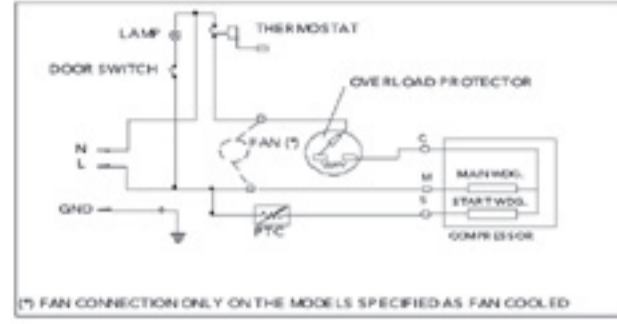 LAMP
THERMOSTAT
DOOR SWITCH
OVERLOAD PROTECTOR
N
FAN (*)
C
L
M
MAIN WDG.
S
START WDG.
GND
PTC
COMPRESSOR
(*) FAN CONNECTION ONLY ON THE MODELS SPECIFIED AS FAN COOLED